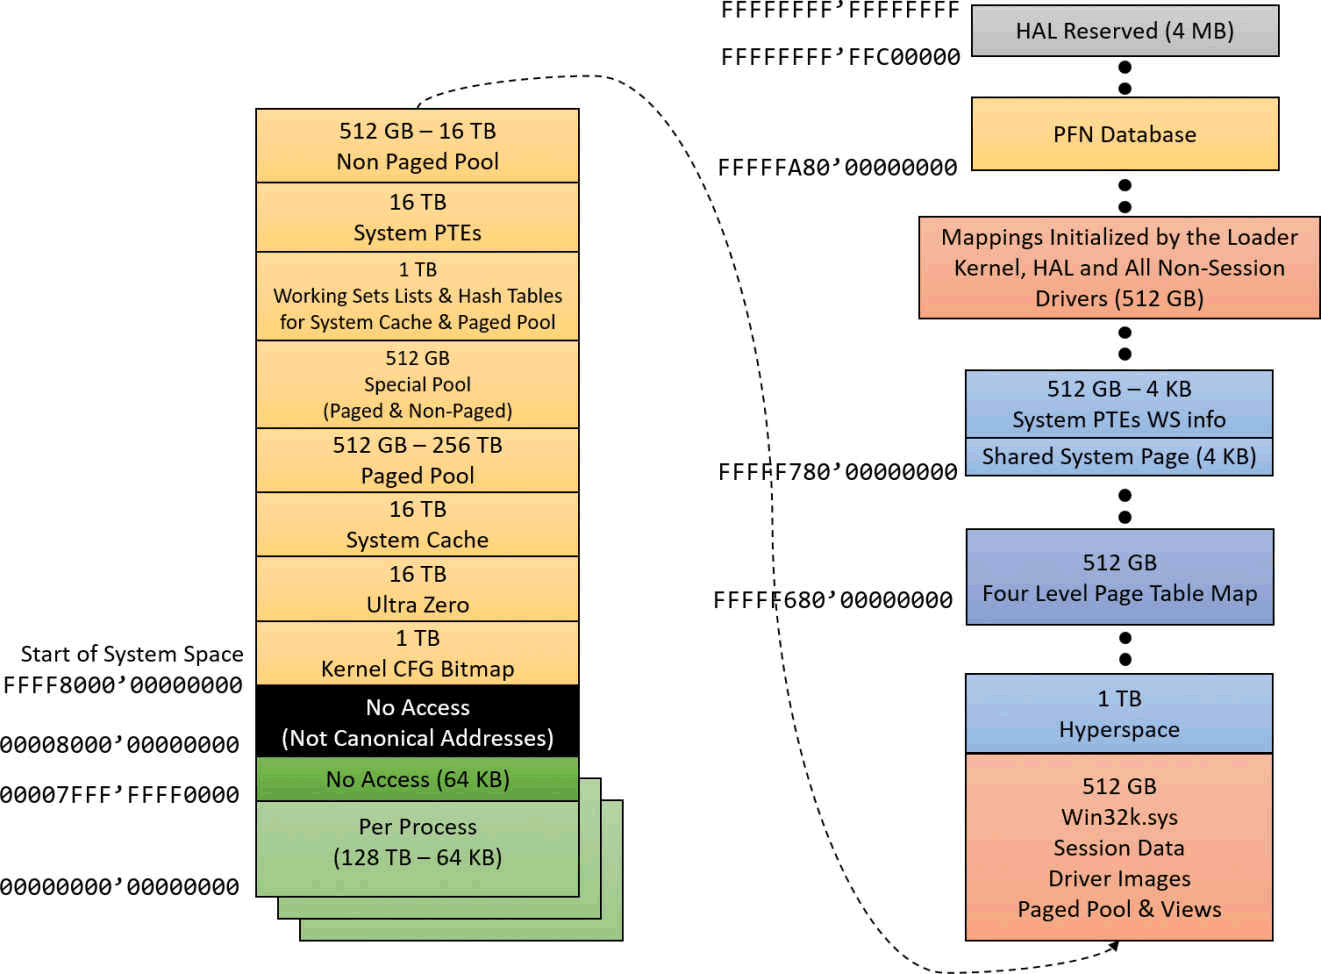 512 GB – 16 TB
Non Paged Pool
16 TB
System PTEs
1 TB
Working Sets Lists & Hash Tables
for System Cache & Paged Pool
512 GB
Special Pool
(Paged & Non-Paged)
512 GB – 256 TB
Paged Pool
16 TB
System Cache
16 TB
Ultra Zero
1 TB
Kernel CFG Bitmap
Start of System Space
FFFF8000’00000000
No Access
(Not Canonical Addresses)
00008000’00000000
No Access (64 KB)
00007FFF’FFFF0000
Per Process
(128 TB – 64 KB)
00000000’00000000
FFFFFFFF’FFFFFFFF
HAL Reserved (4 MB)
FFFFFFFF’FFC00000
PFN Database
FFFFFA80’00000000
Mappings Initialized by the Loader
Kernel, HAL and All Non-Session
Drivers (512 GB)
512 GB – 4 KB
System PTEs WS info
Shared System Page (4 KB)
FFFFF780’00000000
512 GB
Four Level Page Table Map
FFFFF680’00000000
1 TB
Hyperspace
512 GB
Win32k.sys
Session Data
Driver Images
Paged Pool & Views